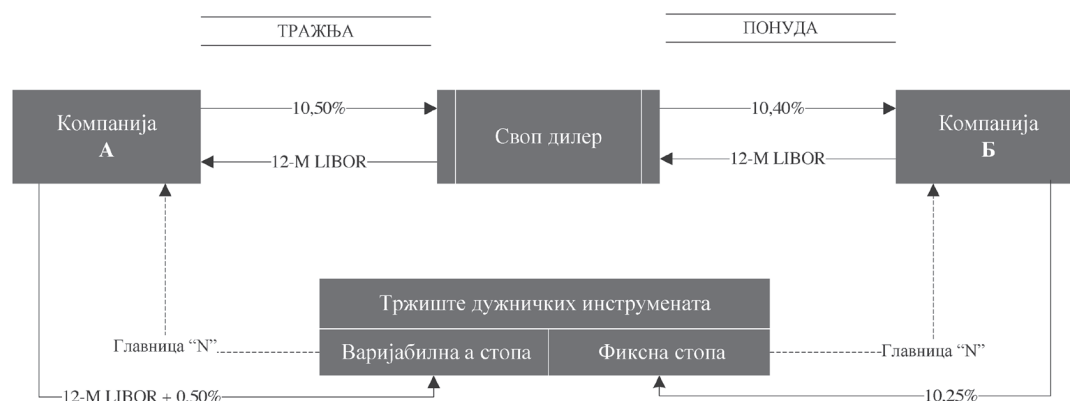 ТРАЖЊА
ПОНУДА
Компанија
А
10,50%
12-M LIBOR
Своп дилер
10,40%
12-M LIBOR
Компанија
Б
Тржиште дужничких инструмената
Варијабилна а стопа
Фиксна стопа
Главница “N”
Главница “N”
12-M LIBOR + 0,50%
10,25%